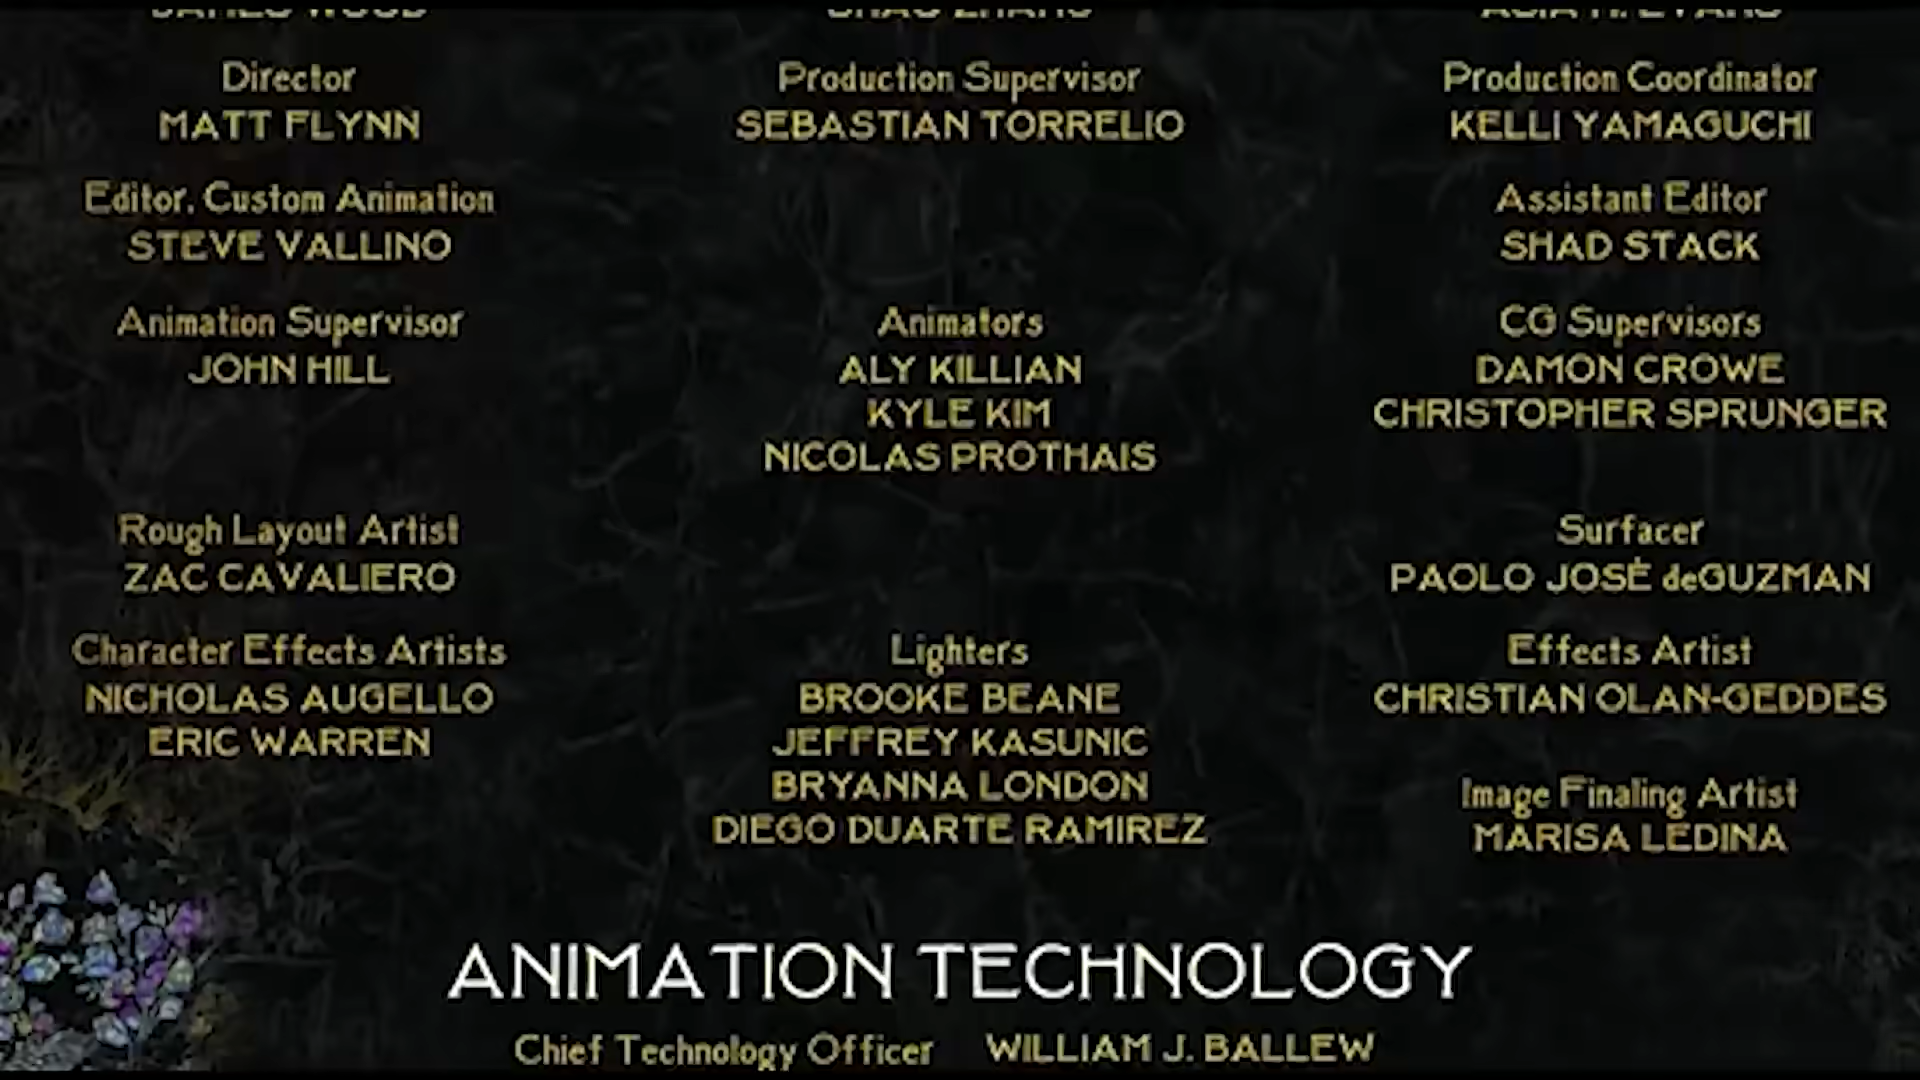 Director
MATT FLYNN
Production Supervisor
SEBASTIAN TORRELIO
Production Coordinator
KELLI YAMAGUCHI
Editor, Custom Animation
STEVE VALLINO
Assistant Editor
SHAD STACK
Animation Supervisor
JOHN HILL
Animators
ALY KILLIAN
KYLE KIM
NICOLAS PROTHAIS
CG Supervisors
DAMON CROWE
CHRISTOPHER SPRUNGER
Rough Layout Artist
ZAC CAVALIERO
Surfacer
PAOLO JOSÉ deGUZMAN
Character Effects Artists
NICHOLAS AUGELLO
ERIC WARREN
Lighters
BROOKE BEANE
JEFFREY KASUNIC
BRYANNA LONDON
DIEGO DUARTE RAMIREZ
Effects Artist
CHRISTIAN OLAN-GEDDES
Image Finaling Artist
MARISA LEDINA
ANIMATION TECHNOLOGY
Chief Technology Officer WILLIAM J. BALLEW